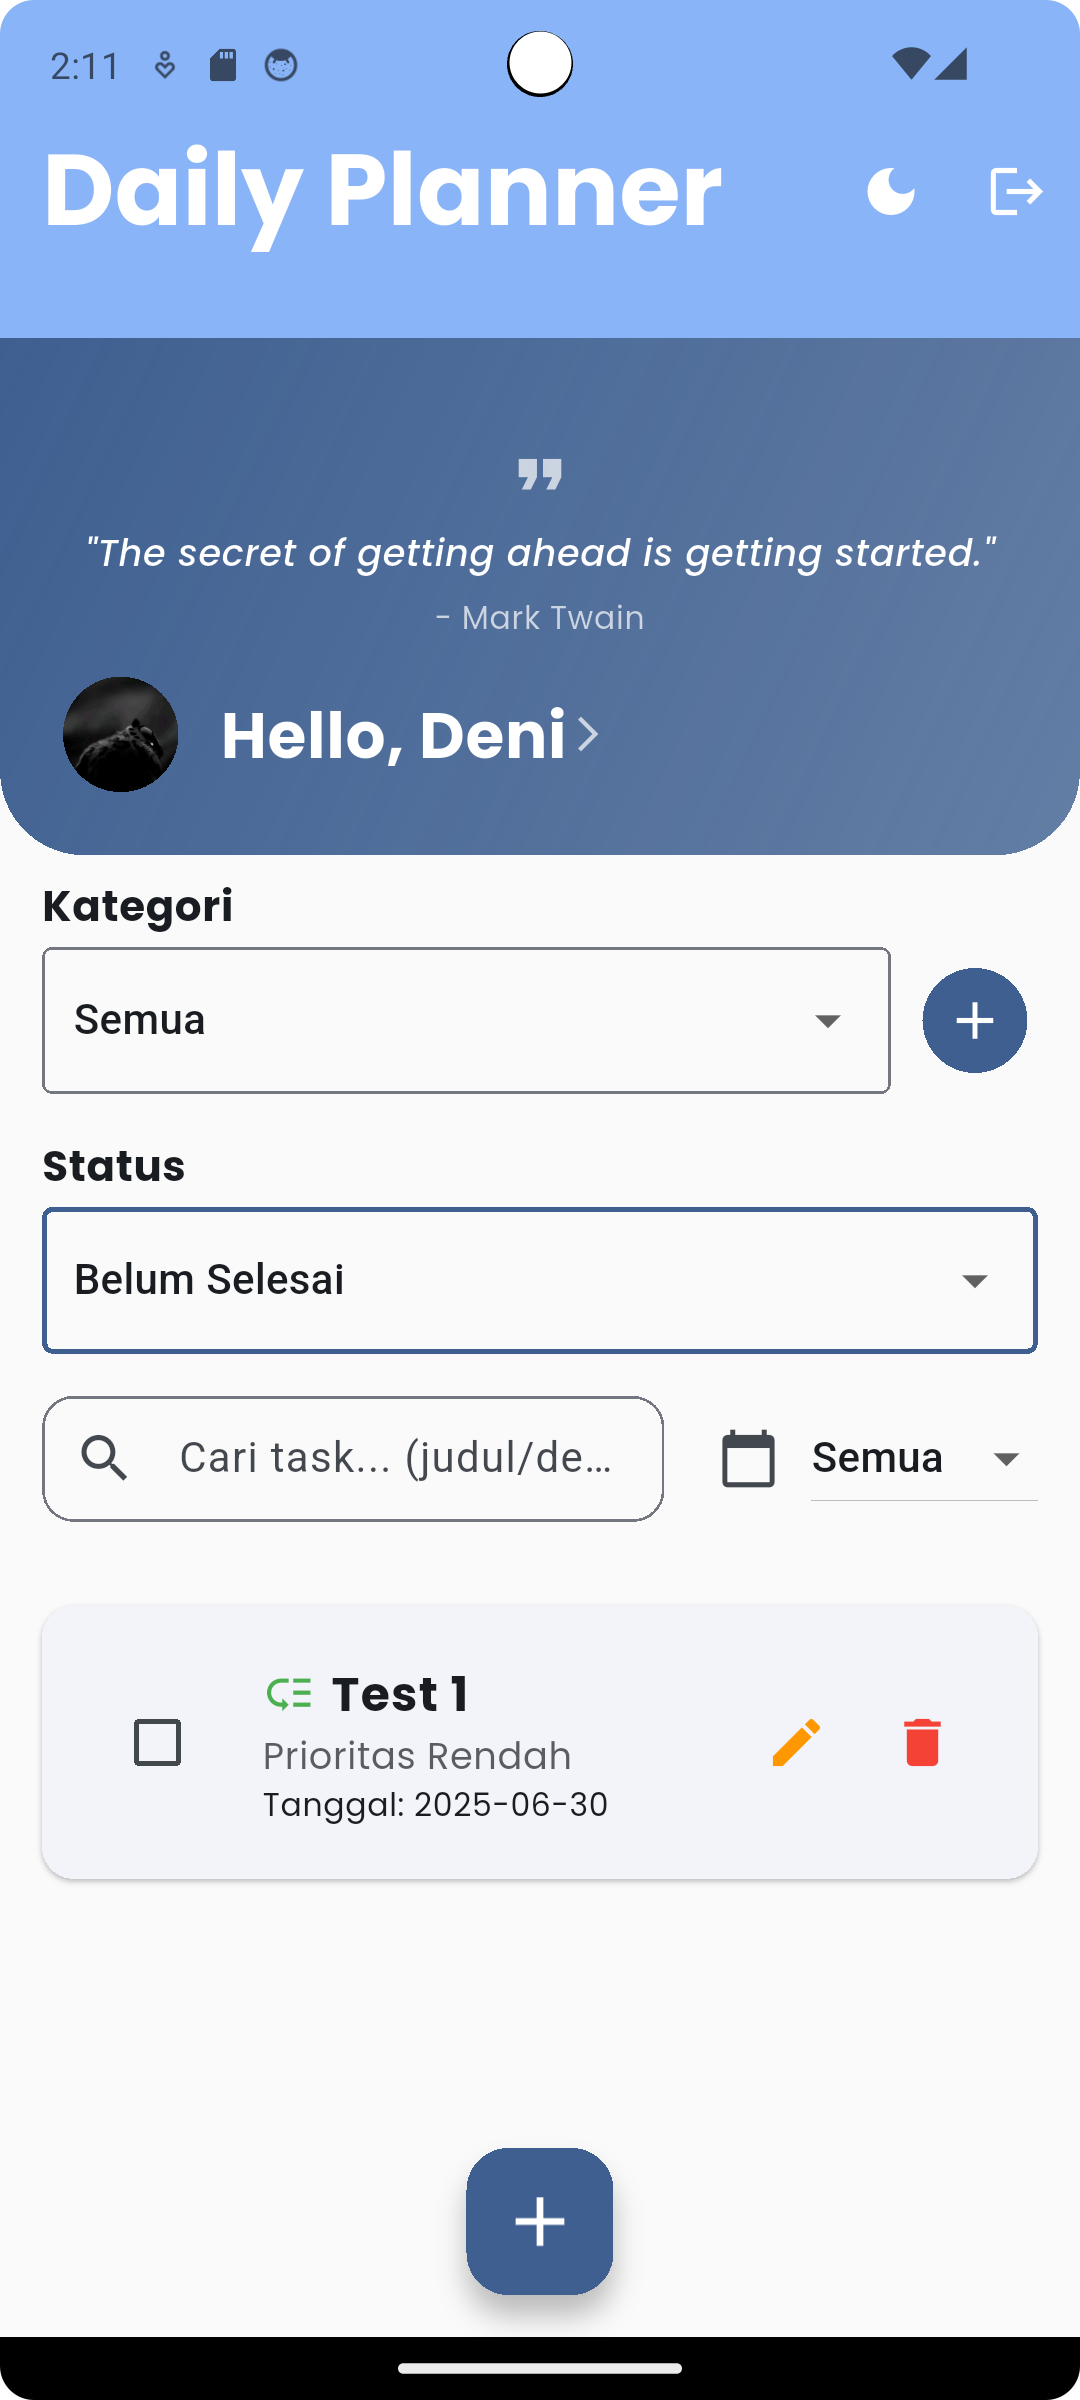 2:11
Daily Planner
"The secret of getting ahead is getting started."
- Mark Twain
Hello, Deni
Kategori
Semua
Status
Belum Selesai
Cari task... (judul/de...
Semua
Test 1
Prioritas Rendah
Tanggal: 2025-06-30